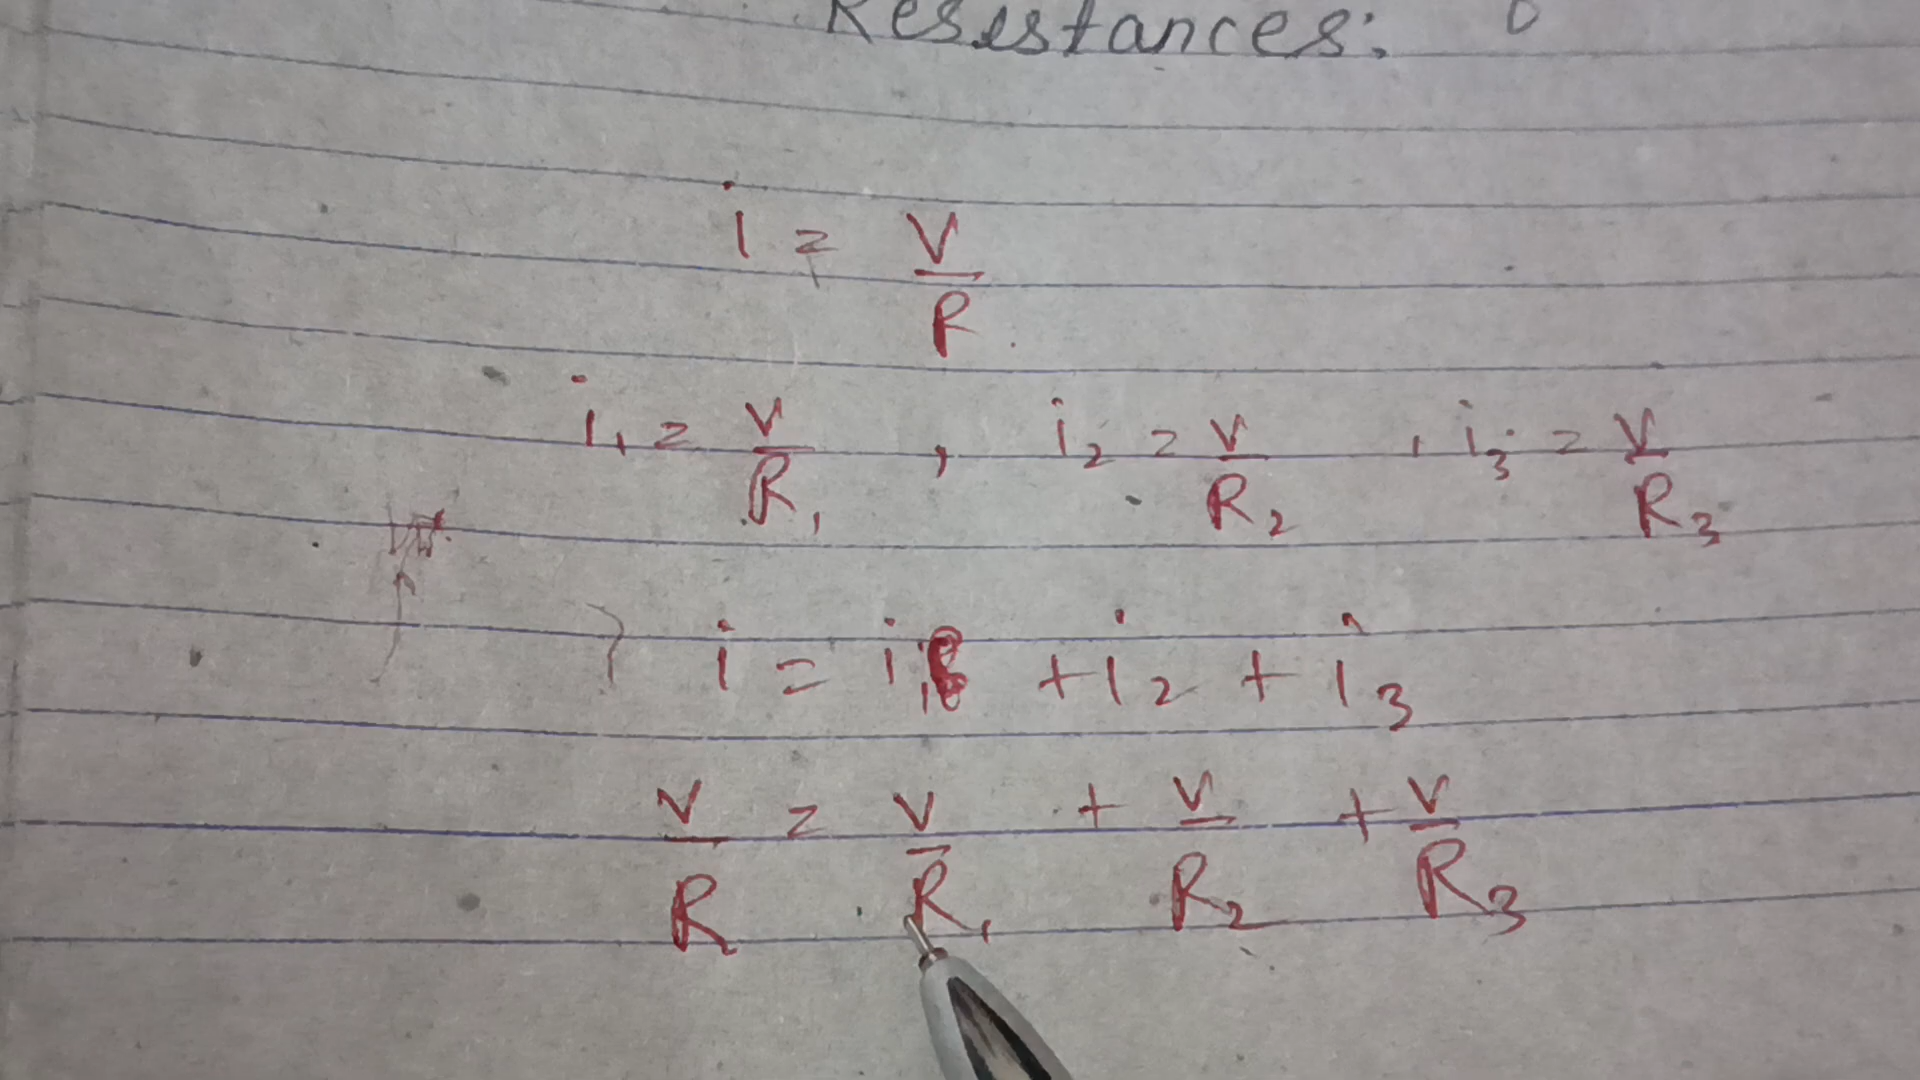 Resistances:
i = V/R
i₁ = V/R₁ , i₂ = V/R₂ , i₃ = V/R₃
i = i₁ + i₂ + i₃
V/R = V/R₁ + V/R₂ + V/R₃